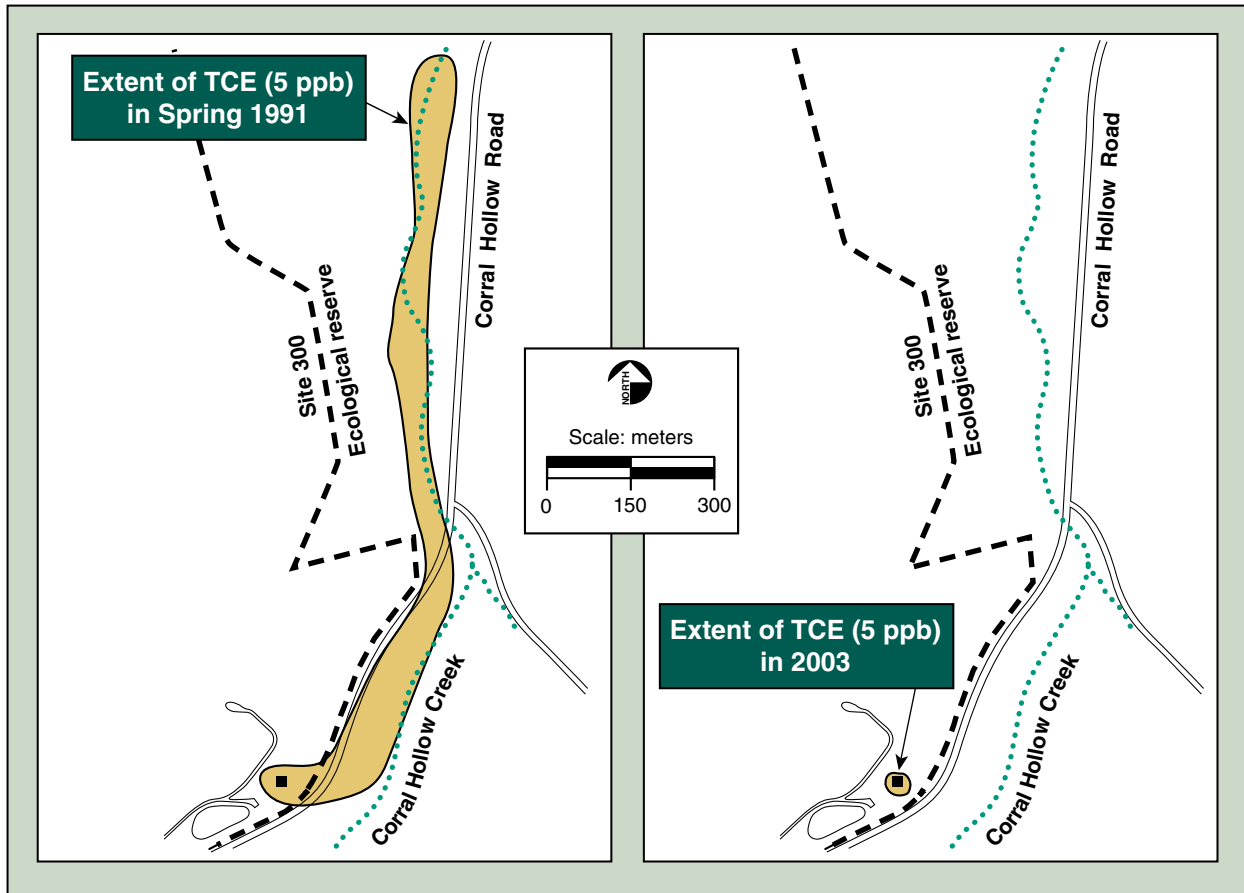 Extent of TCE (5 ppb)
in Spring 1991
Corral Hollow Road
Site 300
Ecological reserve
Corral Hollow Creek
NORTH
Scale: meters
0 150 300
Corral Hollow Road
Site 300
Ecological reserve
Extent of TCE (5 ppb)
in 2003
Corral Hollow Creek